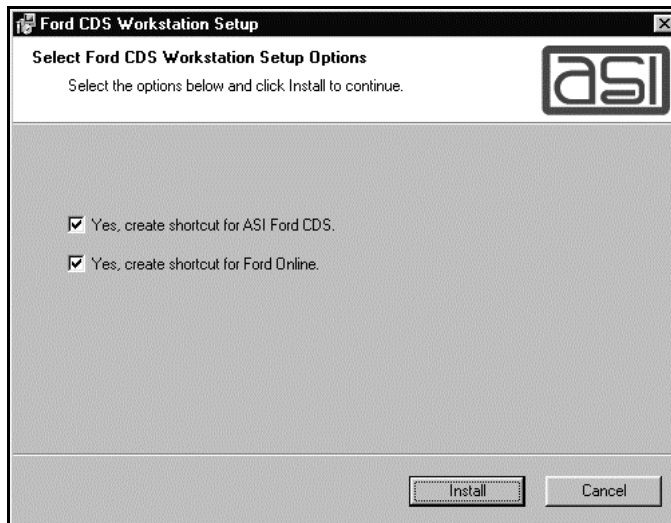 Ford CDS Workstation Setup
Select Ford CDS Workstation Setup Options
Select the options below and click Install to continue.
asi
Yes, create shortcut for ASI Ford CDS.
Yes, create shortcut for Ford Online.
Install
Cancel